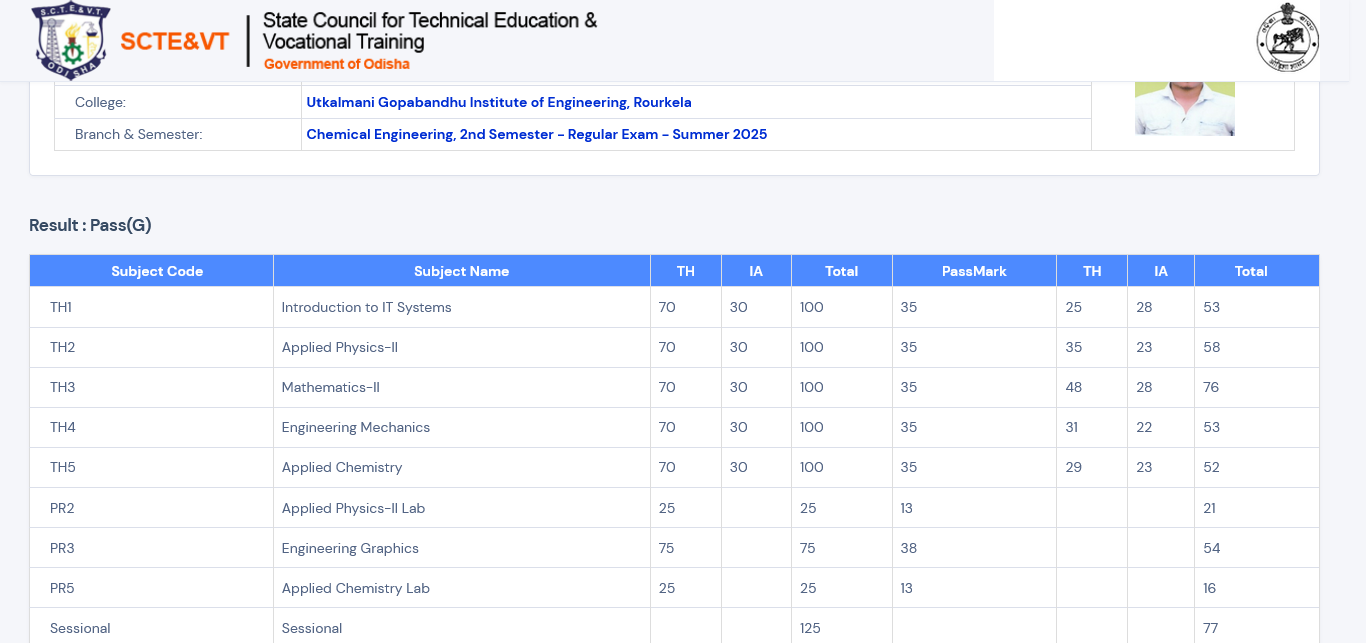 S.C.T.E.&V.T.
ODISHA
SCTE&VT
State Council for Technical Education &
Vocational Training
Government of Odisha
College: Utkalmani Gopabandhu Institute of Engineering, Rourkela
Branch & Semester: Chemical Engineering, 2nd Semester - Regular Exam - Summer 2025
Result : Pass(G)
Subject Code Subject Name TH IA Total PassMark TH IA Total
TH1 Introduction to IT Systems 70 30 100 35 25 28 53
TH2 Applied Physics-II 70 30 100 35 35 23 58
TH3 Mathematics-II 70 30 100 35 48 28 76
TH4 Engineering Mechanics 70 30 100 35 31 22 53
TH5 Applied Chemistry 70 30 100 35 29 23 52
PR2 Applied Physics-II Lab 25 25 13 21
PR3 Engineering Graphics 75 75 38 54
PR5 Applied Chemistry Lab 25 25 13 16
Sessional Sessional 125 77